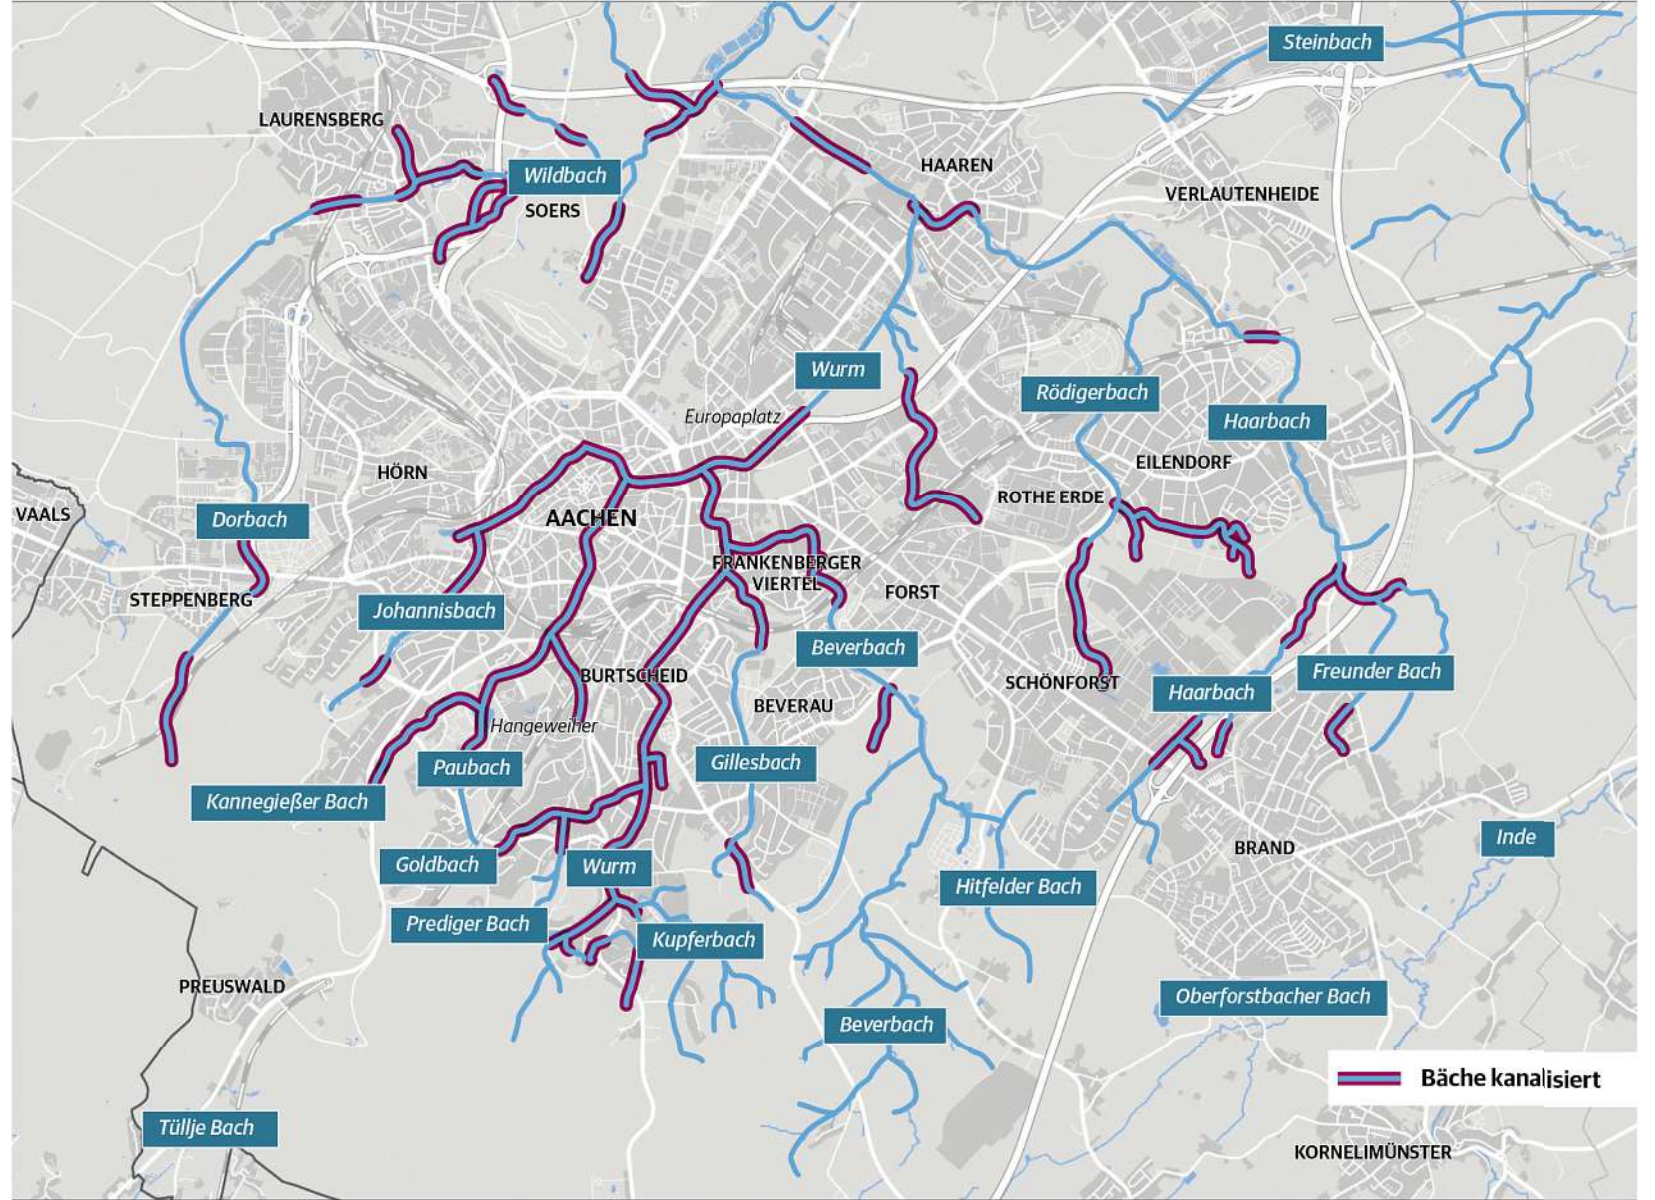 Steinbach
LAURENSBERG
HAAREN
Wildbach
VERLAUTENHEIDE
SOERS
Wurm
Rödigerbach
Europaplatz
Haarbach
HÖRN
EILENDORF
ROTHE ERDE
VAALS
Dorbach
AACHEN
FRANKENBERGER
VIERTEL
FORST
STEPPENBERG
Johannisbach
Beverbach
BURTSCHEID
Freunder Bach
SCHÖNFORST
Haarbach
BEVERAU
Hangeweiher
Paubach
Gillesbach
Kannegießer Bach
Inde
BRAND
Goldbach
Wurm
Hitfelder Bach
Prediger Bach
Kupferbach
PREUSWALD
Oberforstbacher Bach
Beverbach
Bäche kanalisiert
Tüllje Bach
KORNELIMÜNSTER